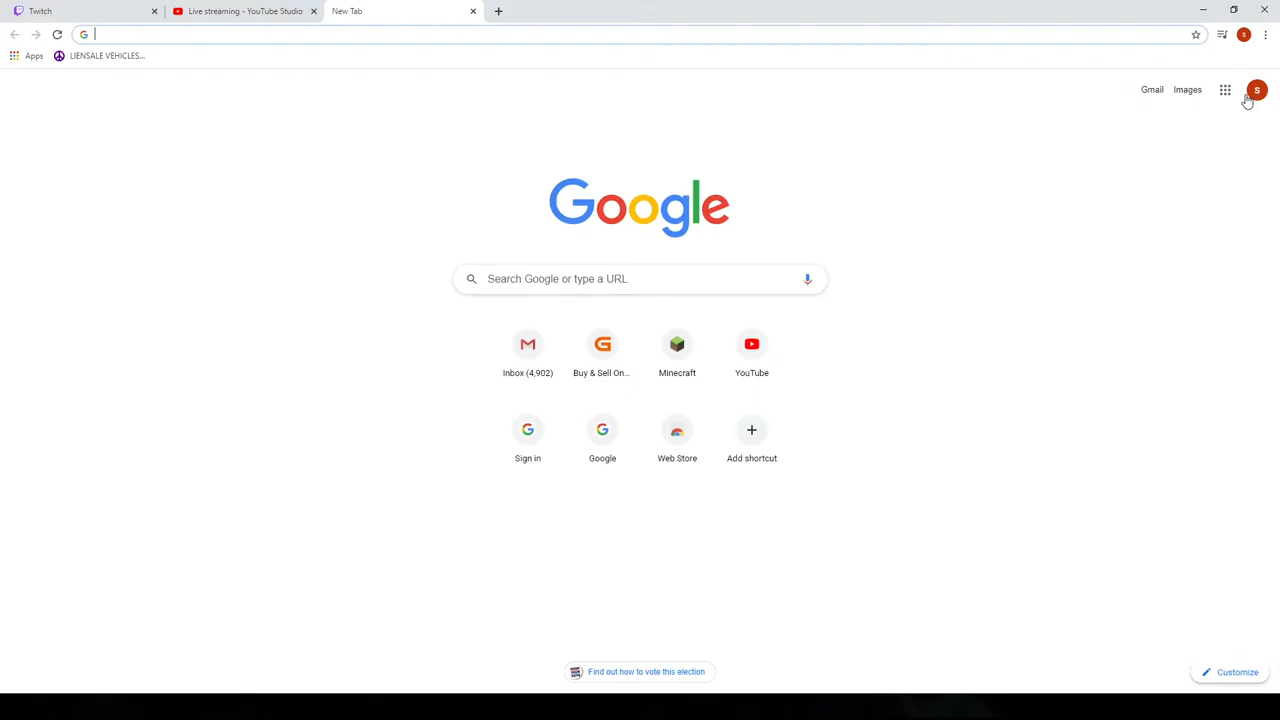 Twitch
Live streaming - YouTube Studio
New Tab
Apps
LIENSALE VEHICLES...
S
Gmail
Images
S
Google
Search Google or type a URL
Inbox (4,902)
Buy & Sell On...
Minecraft
YouTube
Sign in
Google
Web Store
Add shortcut
Find out how to vote this election
Customize